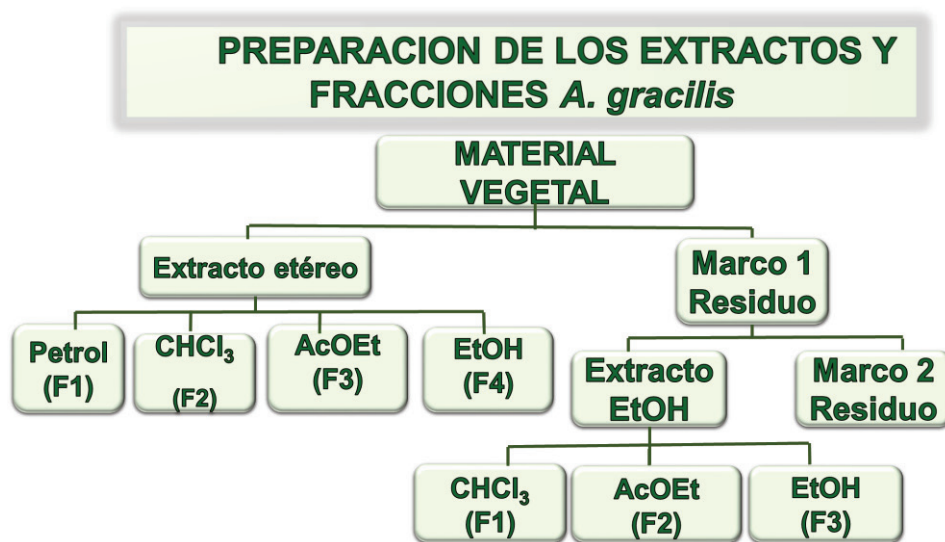 PREPARACION DE LOS EXTRACTOS Y
FRACCIONES A. gracilis
MATERIAL
VEGETAL
Extracto etéreo
Marco 1
Residuo
Petrol
(F1)
CHCl₃
(F2)
AcOEt
(F3)
EtOH
(F4)
Extracto
EtOH
Marco 2
Residuo
CHCl₃
(F1)
AcOEt
(F2)
EtOH
(F3)